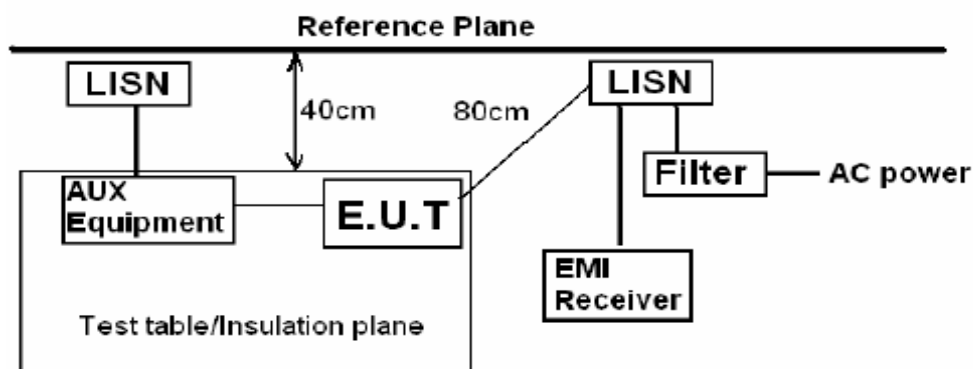 Reference Plane
LISN
40cm
80cm
LISN
Filter
AC power
AUX
Equipment
E.U.T
EMI
Receiver
Test table/Insulation plane